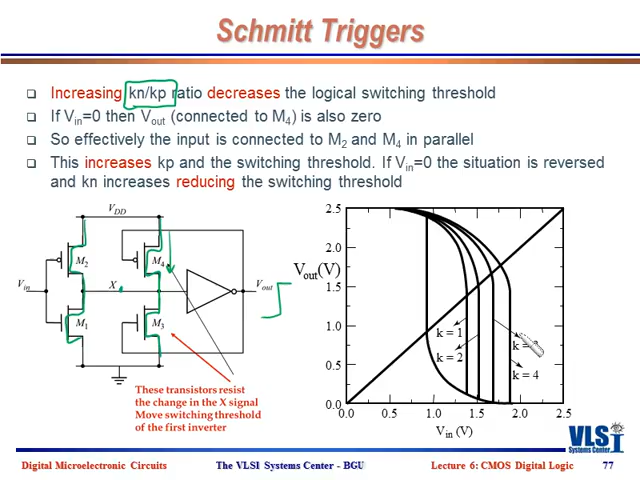 Schmitt Triggers
Increasing kn/kp ratio decreases the logical switching threshold
If Vin=0 then Vout (connected to M4) is also zero
So effectively the input is connected to M2 and M4 in parallel
This increases kp and the switching threshold. If Vin=0 the situation is reversed
and kn increases reducing the switching threshold
VDD
M2
M4
Vin
X
Vout
M1
M3
These transistors resist
the change in the X signal
Move switching threshold
of the first inverter
2.5
2.0
Vout(V)
1.5
1.0
0.5
0.0
k = 1
k = 2
k =
k = 4
0.0 0.5 1.0 1.5 2.0 2.5
Vin (V)
VLSI
Systems Center
Digital Microelectronic Circuits
The VLSI Systems Center - BGU
Lecture 6: CMOS Digital Logic
77